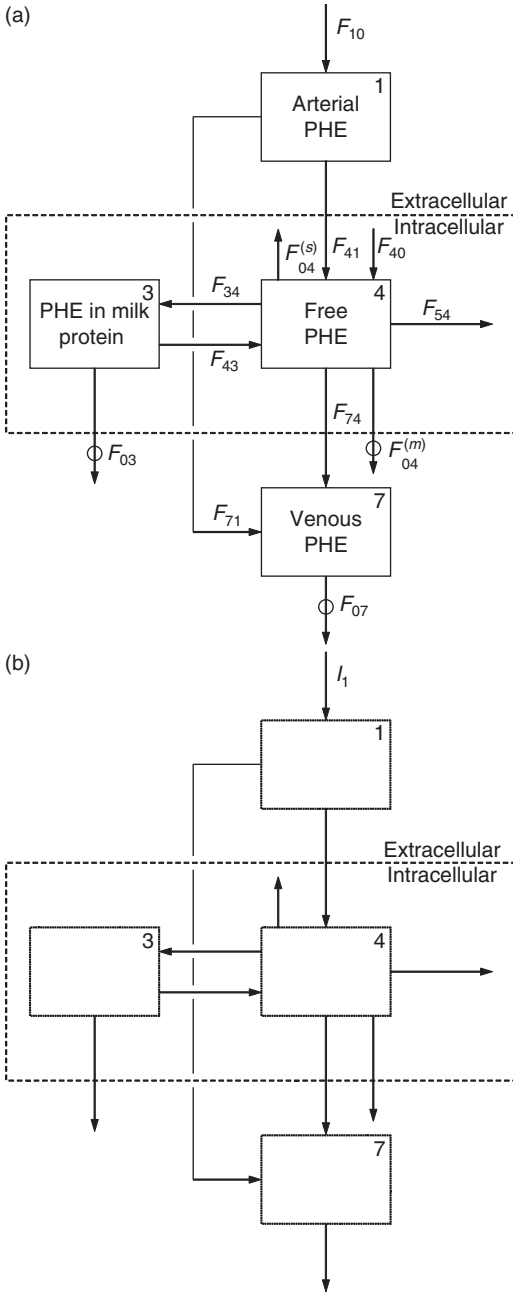 (a)
F10
1
Arterial
PHE
Extracellular
Intracellular
F04(s)
F41
F40
3
PHE in milk
protein
F34
F43
4
Free
PHE
F54
F74
F03
F04(m)
F71
7
Venous
PHE
F07
(b)
I1
1
Extracellular
Intracellular
3
4
7